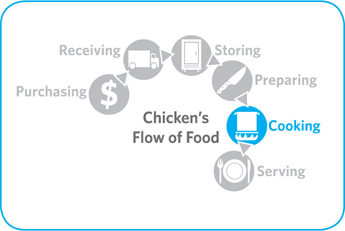 Receiving
Storing
Purchasing
$
Preparing
Chicken's
Flow of Food
Cooking
Serving